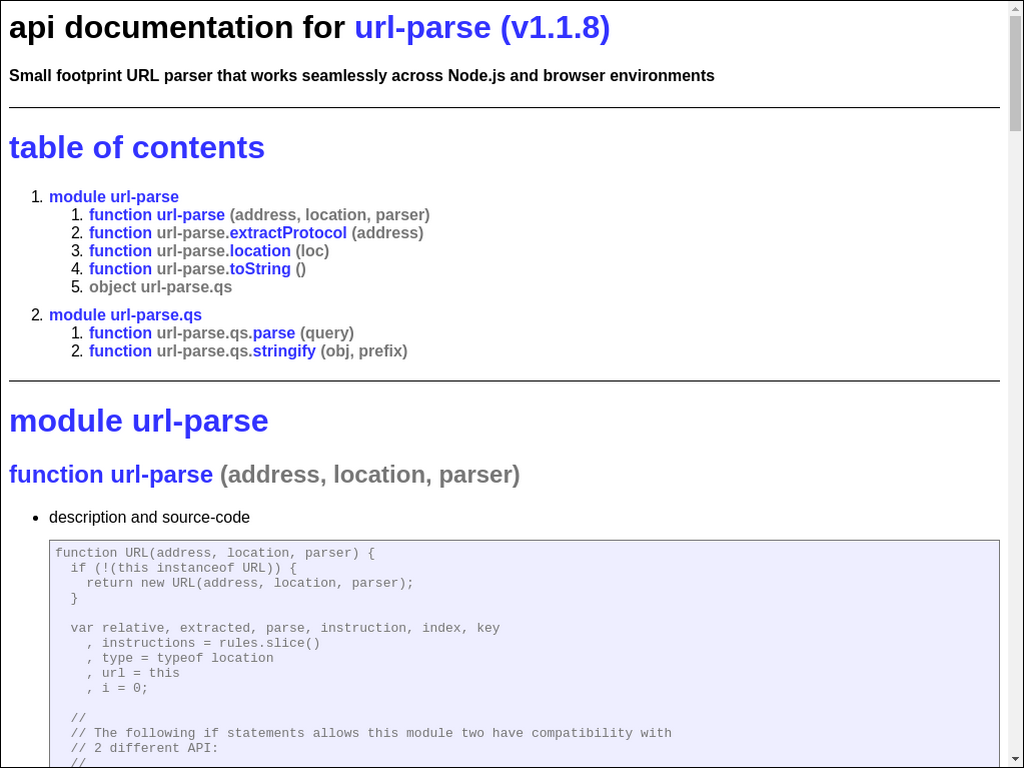 api documentation for url-parse (v1.1.8)
Small footprint URL parser that works seamlessly across Node.js and browser environments
table of contents
1. module url-parse
1. function url-parse (address, location, parser)
2. function url-parse.extractProtocol (address)
3. function url-parse.location (loc)
4. function url-parse.toString ()
5. object url-parse.qs
2. module url-parse.qs
1. function url-parse.qs.parse (query)
2. function url-parse.qs.stringify (obj, prefix)
module url-parse
function url-parse (address, location, parser)
• description and source-code
function URL(address, location, parser) {
  if (!(this instanceof URL)) {
    return new URL(address, location, parser);
  }
  var relative, extracted, parse, instruction, index, key
    , instructions = rules.slice()
    , type = typeof location
    , url = this
    , i = 0;
  //
  // The following if statements allows this module two have compatibility with
  // 2 different API:
  //